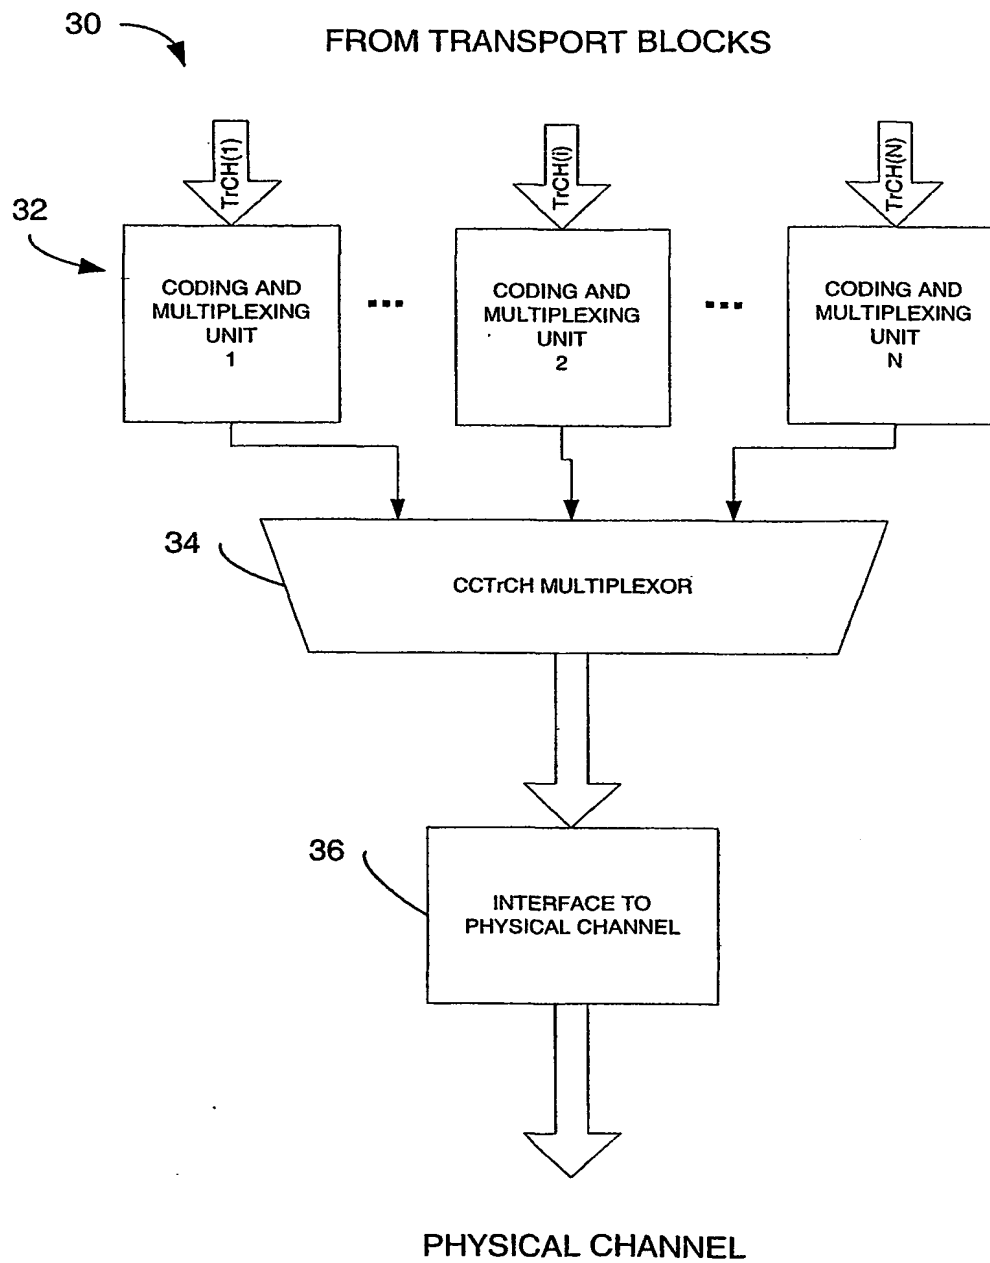 30
FROM TRANSPORT BLOCKS
TrCH(1)
TrCH(i)
TrCH(N)
32
CODING AND
MULTIPLEXING
UNIT
1
...
CODING AND
MULTIPLEXING
UNIT
2
...
CODING AND
MULTIPLEXING
UNIT
N
34
CCTrCH MULTIPLEXOR
36
INTERFACE TO
PHYSICAL CHANNEL
PHYSICAL CHANNEL